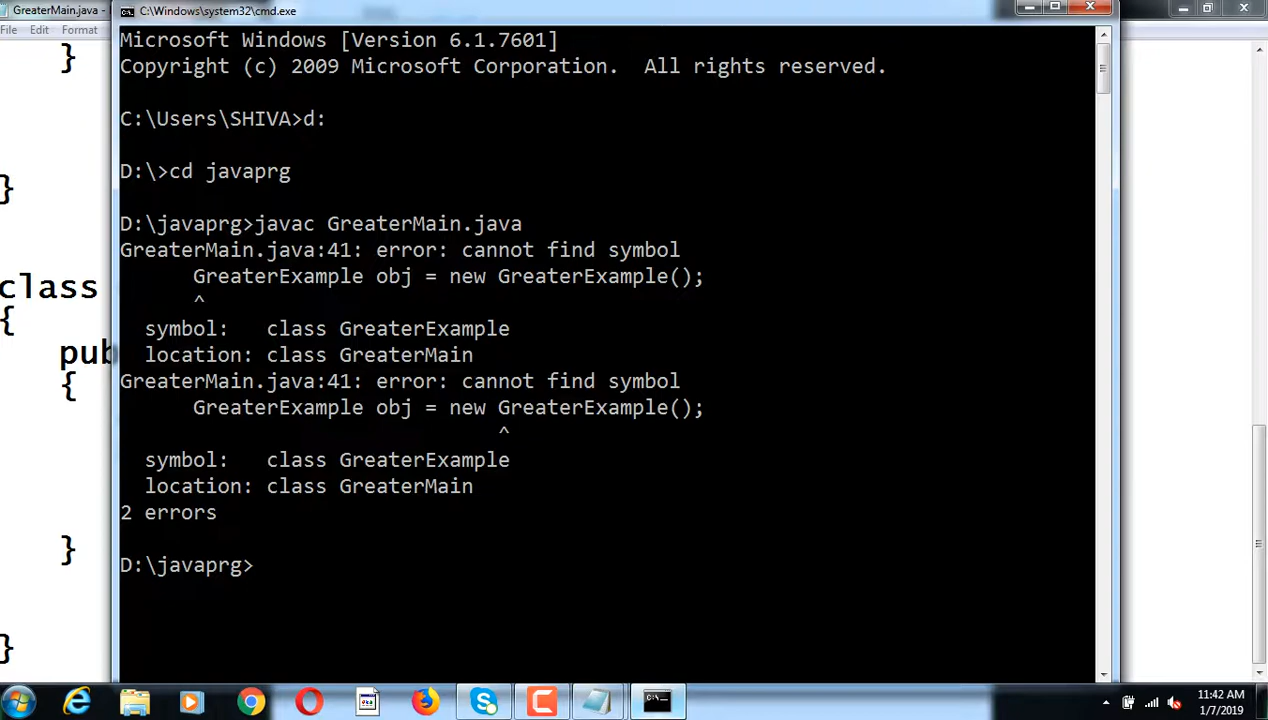 GreaterMain.java -
C:\Windows\system32\cmd.exe
File Edit Format
Microsoft Windows [Version 6.1.7601]
Copyright (c) 2009 Microsoft Corporation.  All rights reserved.
C:\Users\SHIVA>d:
D:\>cd javaprg
D:\javaprg>javac GreaterMain.java
GreaterMain.java:41: error: cannot find symbol
      GreaterExample obj = new GreaterExample();
      ^
  symbol:   class GreaterExample
  location: class GreaterMain
GreaterMain.java:41: error: cannot find symbol
      GreaterExample obj = new GreaterExample();
                               ^
  symbol:   class GreaterExample
  location: class GreaterMain
2 errors
D:\javaprg>
}
}
class
{
pub
{
}
}
11:42 AM
1/7/2019